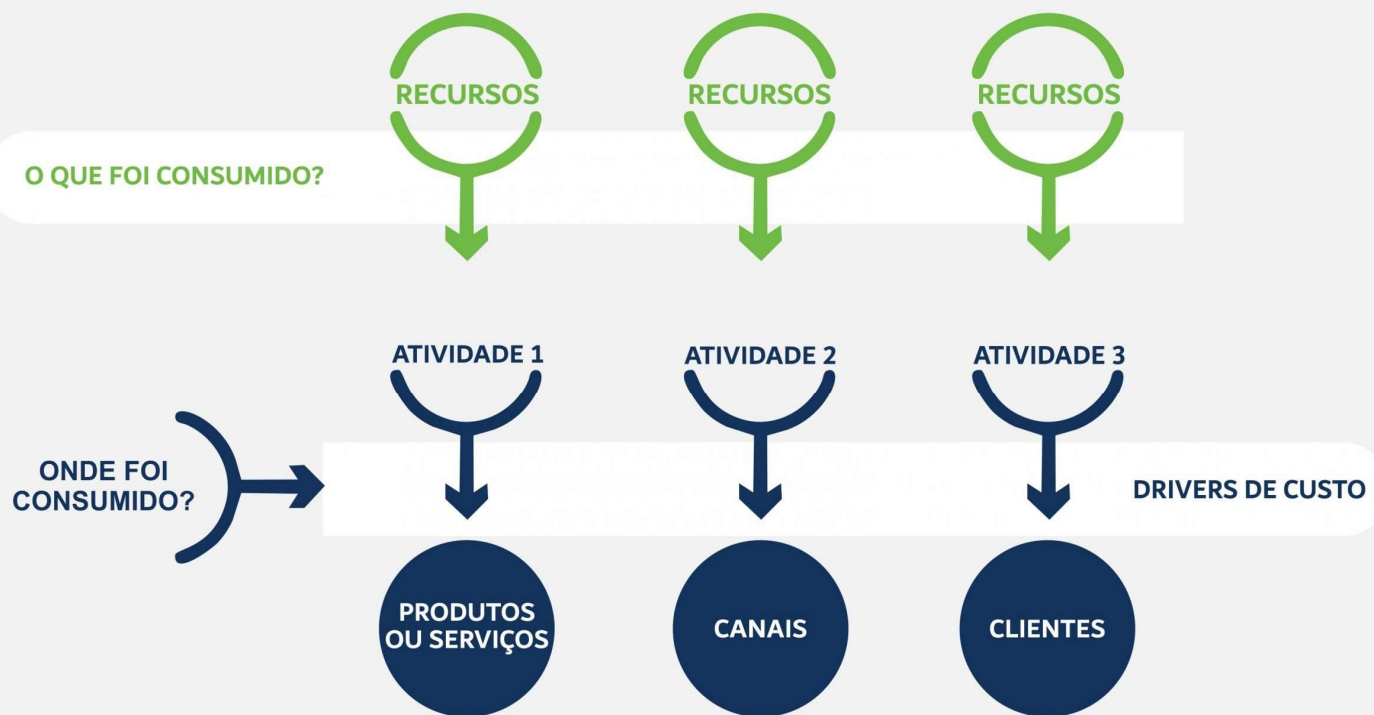 RECURSOS RECURSOS RECURSOS
O QUE FOI CONSUMIDO?
ATIVIDADE 1 ATIVIDADE 2 ATIVIDADE 3
ONDE FOI
CONSUMIDO?
DRIVERS DE CUSTO
PRODUTOS
OU SERVIÇOS
CANAIS
CLIENTES